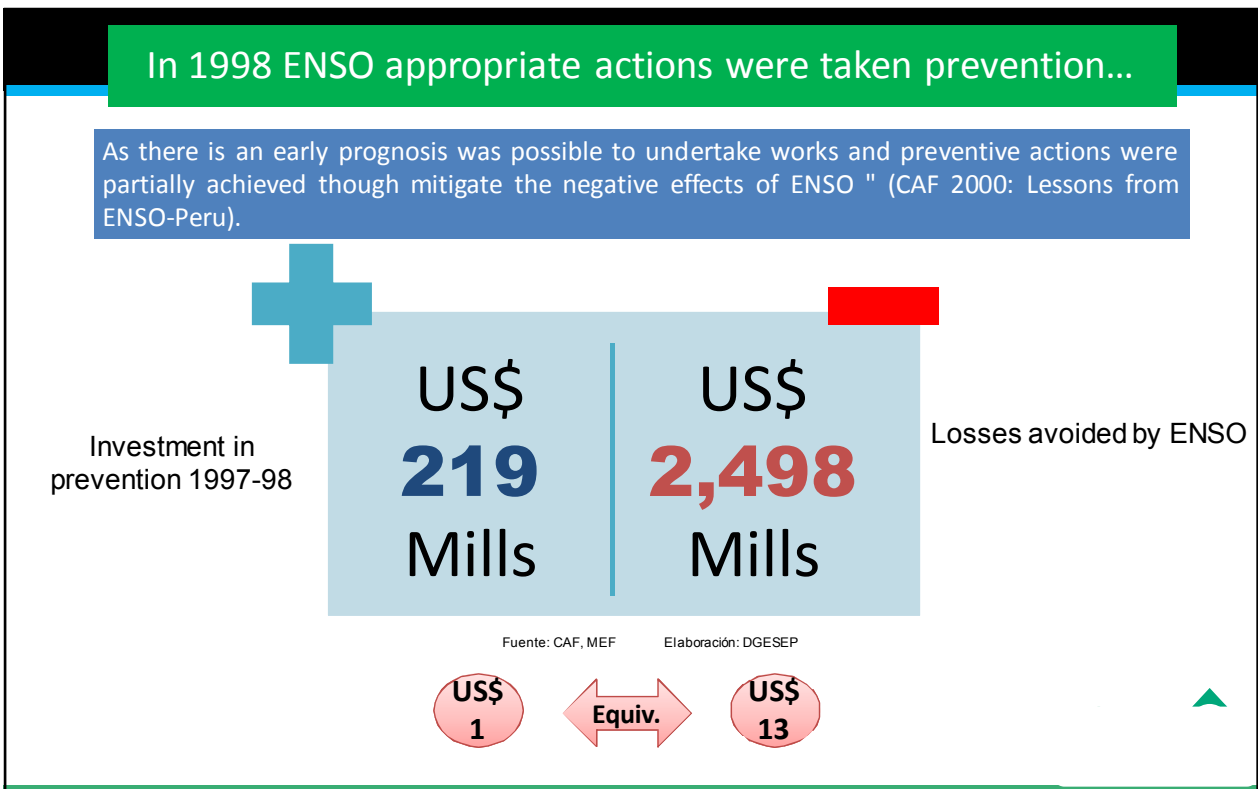 In 1998 ENSO appropriate actions were taken prevention…
As there is an early prognosis was possible to undertake works and preventive actions were
partially achieved though mitigate the negative effects of ENSO " (CAF 2000: Lessons from
ENSO-Peru).
Investment in
prevention 1997-98
US$
219
Mills
US$
2,498
Mills
Losses avoided by ENSO
Fuente: CAF, MEF Elaboración: DGESEP
US$
1
Equiv.
US$
13